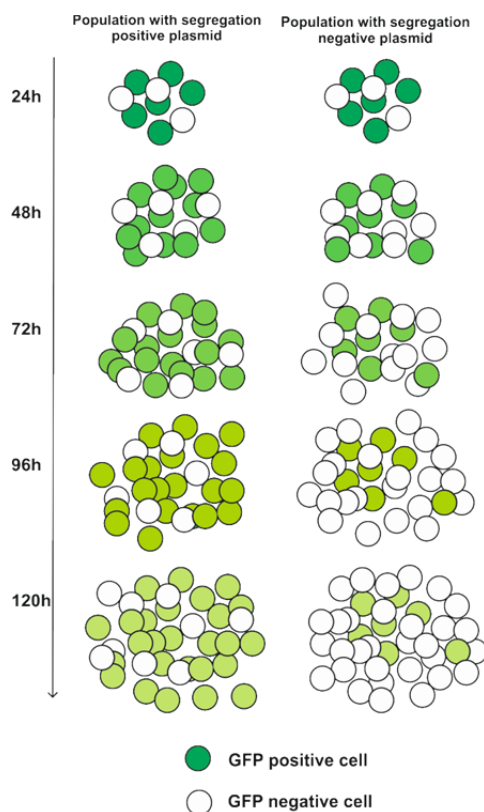 Population with segregation
positive plasmid
Population with segregation
negative plasmid
24h
48h
72h
96h
120h
GFP positive cell
GFP negative cell